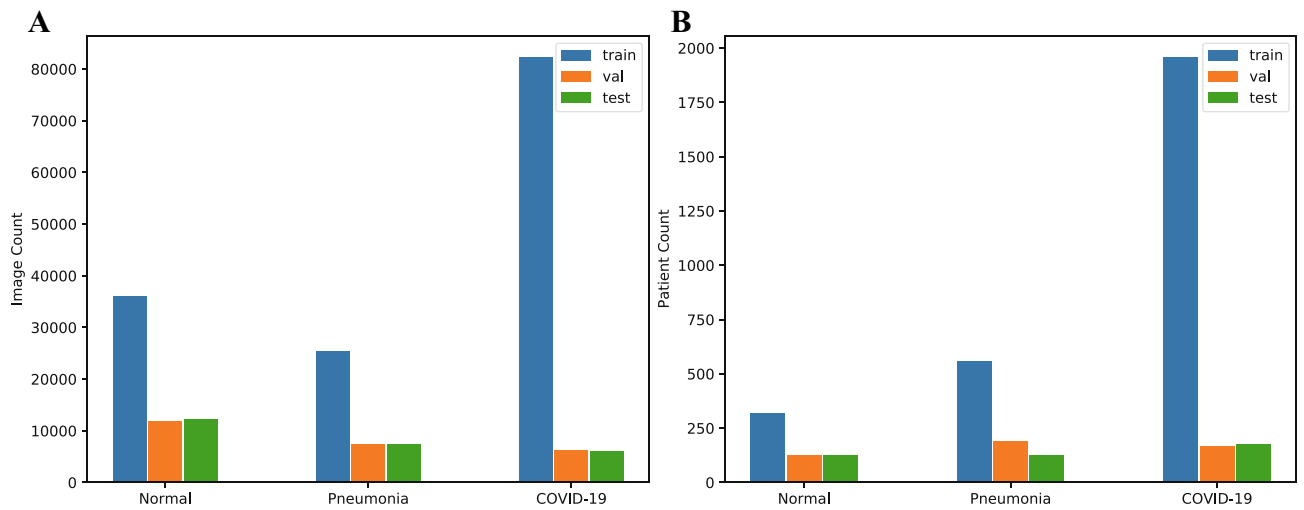 A
80000
70000
60000
50000
40000
30000
20000
10000
0
Image Count
Normal
Pneumonia
COVID-19
train
val
test
B
2000
1750
1500
1250
1000
750
500
250
0
Patient Count
Normal
Pneumonia
COVID-19
train
val
test